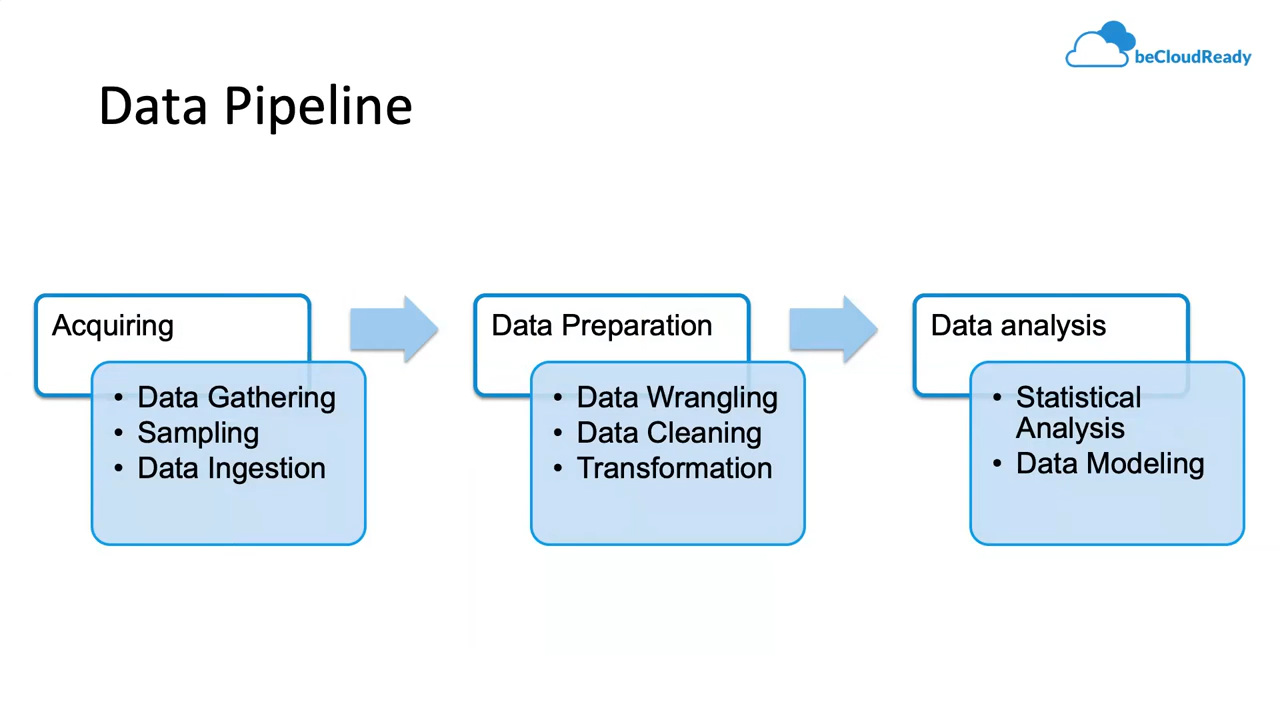 beCloudReady
Data Pipeline
Acquiring
• Data Gathering
• Sampling
• Data Ingestion
Data Preparation
• Data Wrangling
• Data Cleaning
• Transformation
Data analysis
• Statistical
Analysis
• Data Modeling